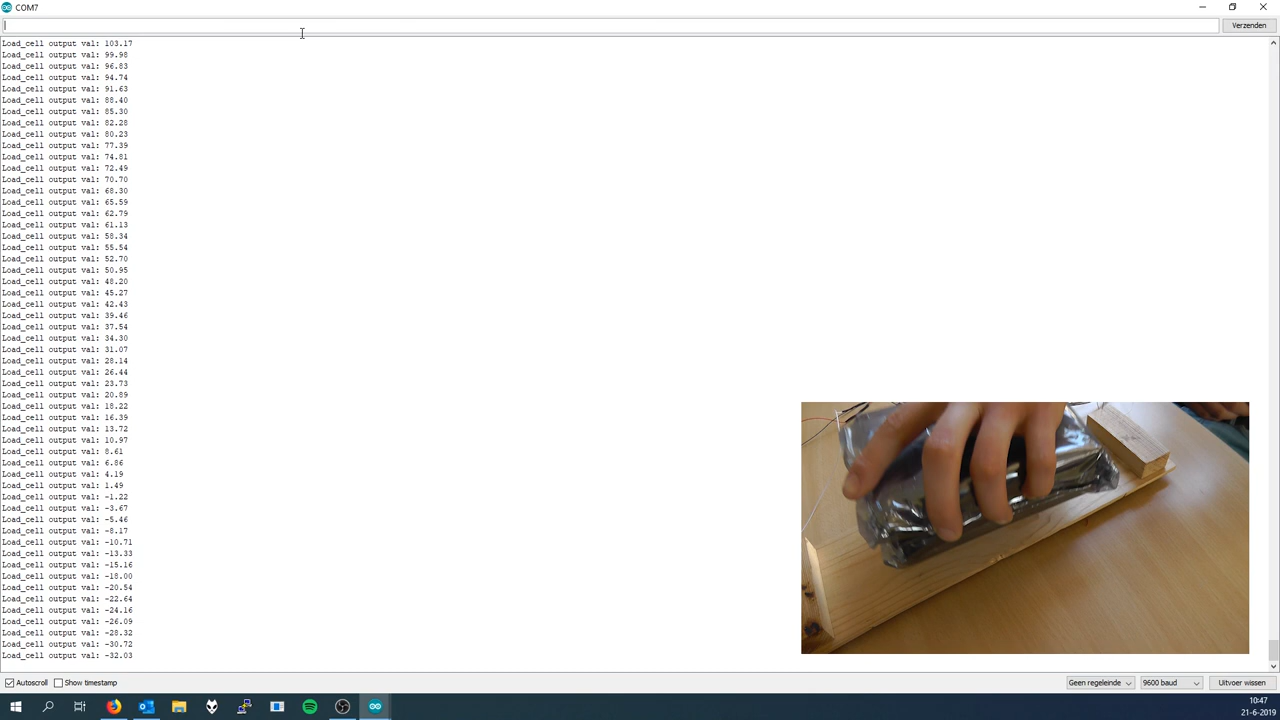 COM7
Verzenden
Load_cell output val: 103.17
Load_cell output val: 99.98
Load_cell output val: 96.83
Load_cell output val: 94.74
Load_cell output val: 91.63
Load_cell output val: 88.40
Load_cell output val: 85.30
Load_cell output val: 82.28
Load_cell output val: 80.23
Load_cell output val: 77.39
Load_cell output val: 74.81
Load_cell output val: 72.49
Load_cell output val: 70.70
Load_cell output val: 68.30
Load_cell output val: 65.59
Load_cell output val: 62.79
Load_cell output val: 61.13
Load_cell output val: 58.34
Load_cell output val: 55.54
Load_cell output val: 52.70
Load_cell output val: 50.95
Load_cell output val: 48.20
Load_cell output val: 45.27
Load_cell output val: 42.43
Load_cell output val: 39.46
Load_cell output val: 37.54
Load_cell output val: 34.30
Load_cell output val: 31.07
Load_cell output val: 28.14
Load_cell output val: 26.44
Load_cell output val: 23.73
Load_cell output val: 20.89
Load_cell output val: 18.22
Load_cell output val: 16.39
Load_cell output val: 13.72
Load_cell output val: 10.97
Load_cell output val: 8.61
Load_cell output val: 6.86
Load_cell output val: 4.19
Load_cell output val: 1.49
Load_cell output val: -1.22
Load_cell output val: -3.67
Load_cell output val: -5.46
Load_cell output val: -8.17
Load_cell output val: -10.71
Load_cell output val: -13.33
Load_cell output val: -15.16
Load_cell output val: -18.00
Load_cell output val: -20.54
Load_cell output val: -22.64
Load_cell output val: -24.16
Load_cell output val: -26.09
Load_cell output val: -28.32
Load_cell output val: -30.72
Load_cell output val: -32.03
Autoscroll Show timestamp Geen regeleinde 9600 baud Uitvoer wissen
10:47
21-6-2019